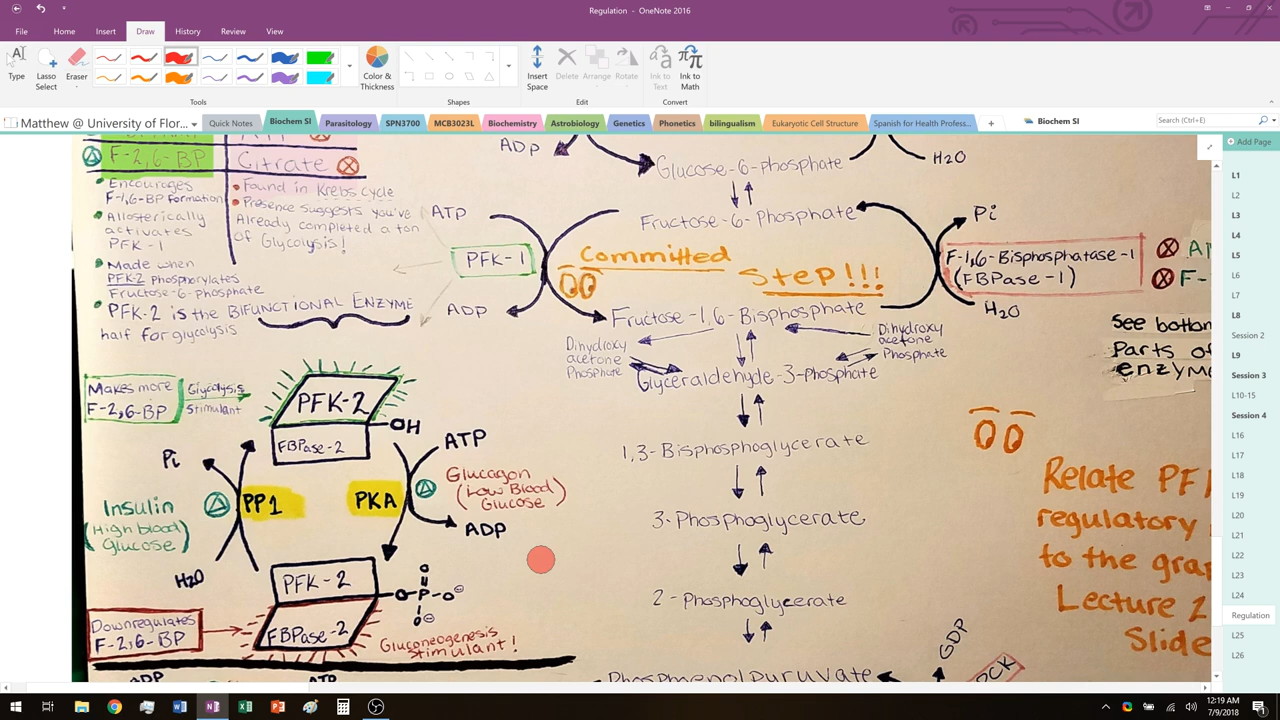 Regulation - OneNote 2016
File
Home
Insert
Draw
History
Review
View
Type
Lasso
Select
Eraser
Color &
Thickness
Insert
Space
Delete
Arrange
Rotate
Ink to
Text
Ink to
Math
Tools
Shapes
Edit
Convert
Matthew @ University of Flor...
Quick Notes
Biochem SI
Parasitology
SPN3700
MCB3023L
Biochemistry
Astrobiology
Genetics
Phonetics
bilingualism
Eukaryotic Cell Structure
Spanish for Health Profess...
Biochem SI
Search (Ctrl+E)
Add Page
L1
L2
L3
L4
L5
L6
L7
L8
Session 2
L9
Session 3
L10-15
Session 4
L16
L17
L18
L19
L20
L21
L22
L23
L24
Regulation
L25
L26
F-2,6-BP
Citrate
Encourages
F-1,6-BP formation
Allosterically
activates
PFK-1
Made when
PFK-2 phosphorylates
Fructose-6-Phosphate
PFK-2 is the BIFUNCTIONAL ENZYME
half for glycolysis
Found in Krebs cycle
Presence suggests you've
Already completed a ton
of Glycolysis!
ADP
Glucose-6-phosphate
H2O
ATP
Fructose-6-Phosphate
Pi
PFK-1
Committed
Step!!!
F-1,6-Bisphosphatase-1
(FBPase-1)
ADP
Fructose-1,6-Bisphosphate
H2O
Dihydroxy
acetone
Phosphate
Dihydroxy
acetone
Phosphate
Glyceraldehyde-3-Phosphate
See bottom
Parts of
enzyme
Makes more
F-2,6-BP
Glycolysis
Stimulant
PFK-2
FBPase-2
OH
Pi
ATP
Insulin
(High blood
Glucose)
PP1
PKA
Glucagon
(Low Blood
Glucose)
ADP
H2O
PFK-2
FBPase-2
O
O-P-O
O
Downregulates
F-2,6-BP
Gluconeogenesis
Stimulant!
1,3-Bisphosphoglycerate
3-Phosphoglycerate
2-Phosphoglycerate
Phosphoenolpyruvate
GDP
Relate PF
regulatory
to the gra
Lecture 2
Slide
ADP
ATP
12:19 AM
7/9/2018